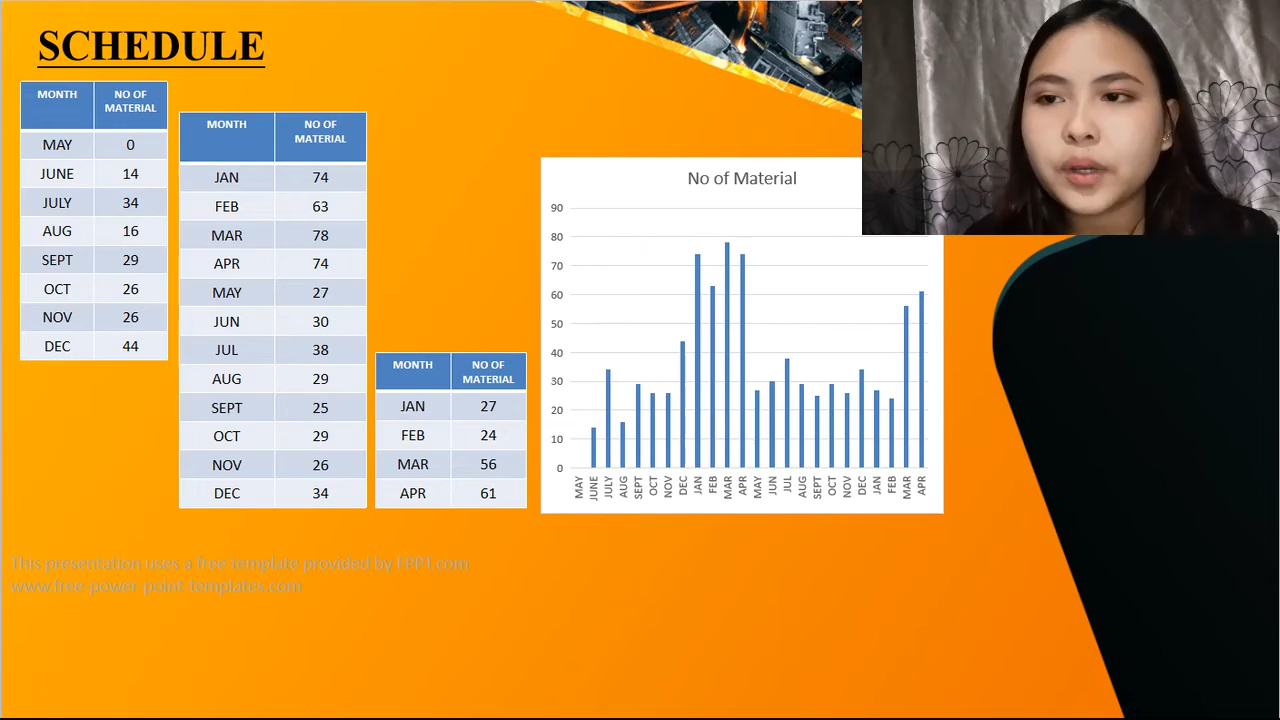 SCHEDULE
MONTH NO OF MATERIAL
MAY 0
JUNE 14
JULY 34
AUG 16
SEPT 29
OCT 26
NOV 26
DEC 44
MONTH NO OF MATERIAL
JAN 74
FEB 63
MAR 78
APR 74
MAY 27
JUN 30
JUL 38
AUG 29
SEPT 25
OCT 29
NOV 26
DEC 34
MONTH NO OF MATERIAL
JAN 27
FEB 24
MAR 56
APR 61
No of Material
90
80
70
60
50
40
30
20
10
0
MAY JUNE JULY AUG SEPT OCT NOV DEC JAN FEB MAR APR MAY JUN JUL AUG SEPT OCT NOV DEC JAN FEB MAR APR
This presentation uses a free template provided by FPPT.com
www.free-power-point-templates.com